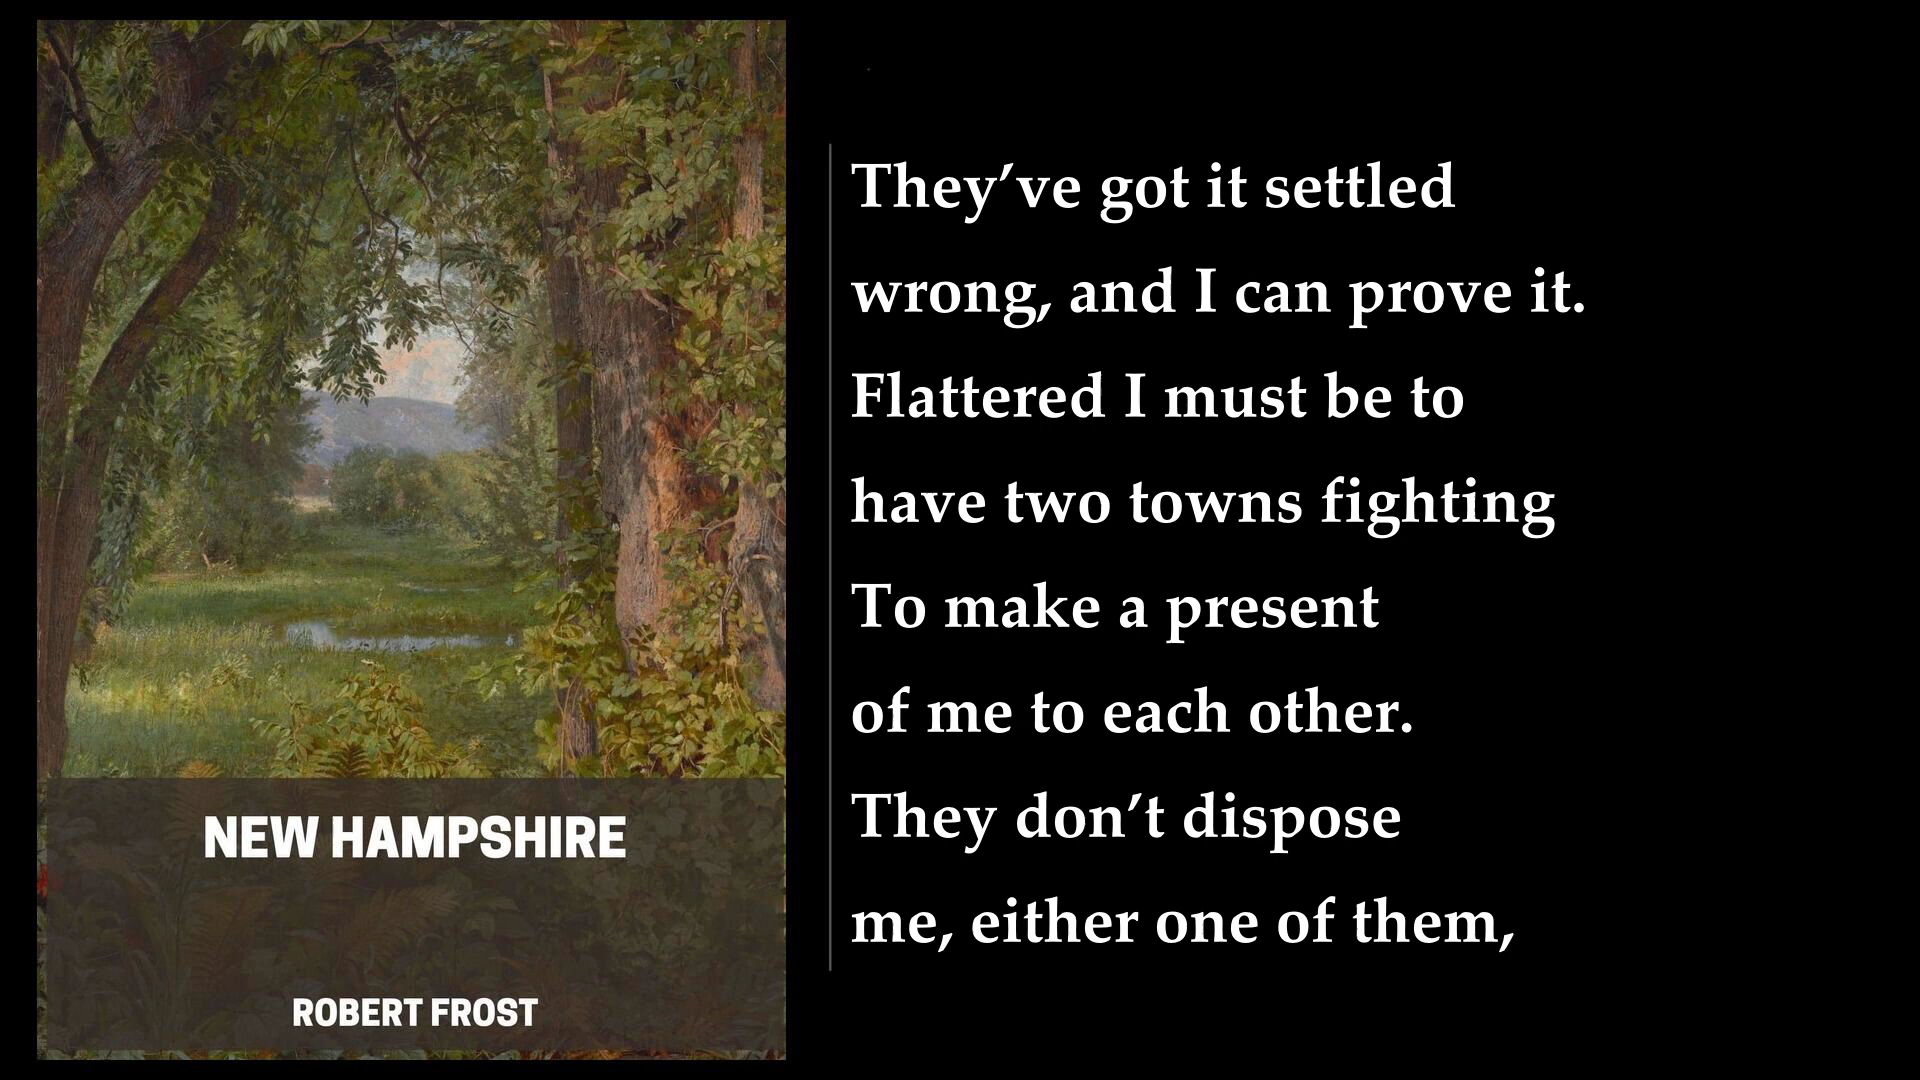 NEW HAMPSHIRE
ROBERT FROST
They’ve got it settled
wrong, and I can prove it.
Flattered I must be to
have two towns fighting
To make a present
of me to each other.
They don’t dispose
me, either one of them,